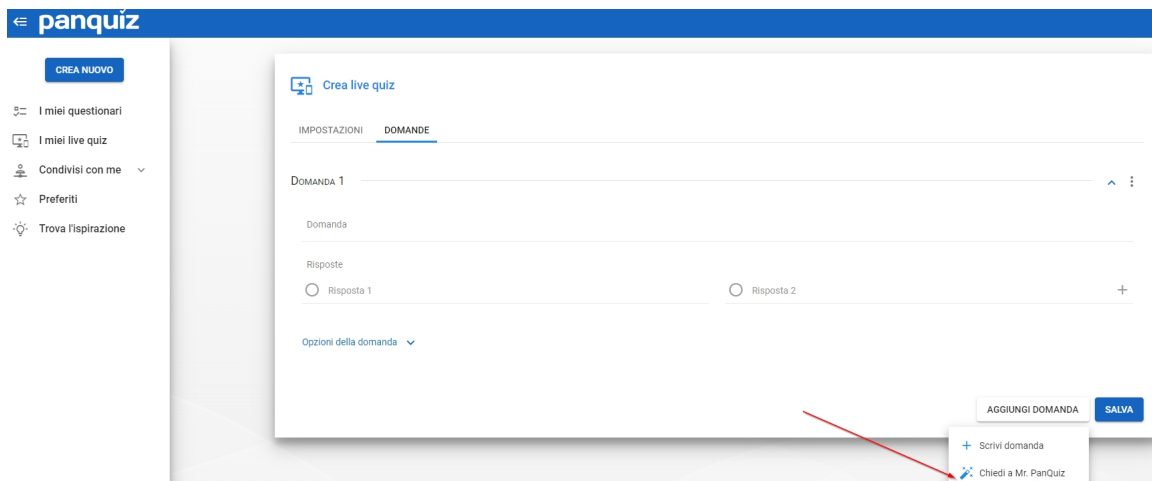 panquiz
CREA NUOVO
I miei questionari
I miei live quiz
Condivisi con me
Preferiti
Trova l'ispirazione
Crea live quiz
IMPOSTAZIONI DOMANDE
DOMANDA 1
Domanda
Risposte
Risposta 1 Risposta 2
Opzioni della domanda
AGGIUNGI DOMANDA SALVA
Scrivi domanda
Chiedi a Mr. PanQuiz